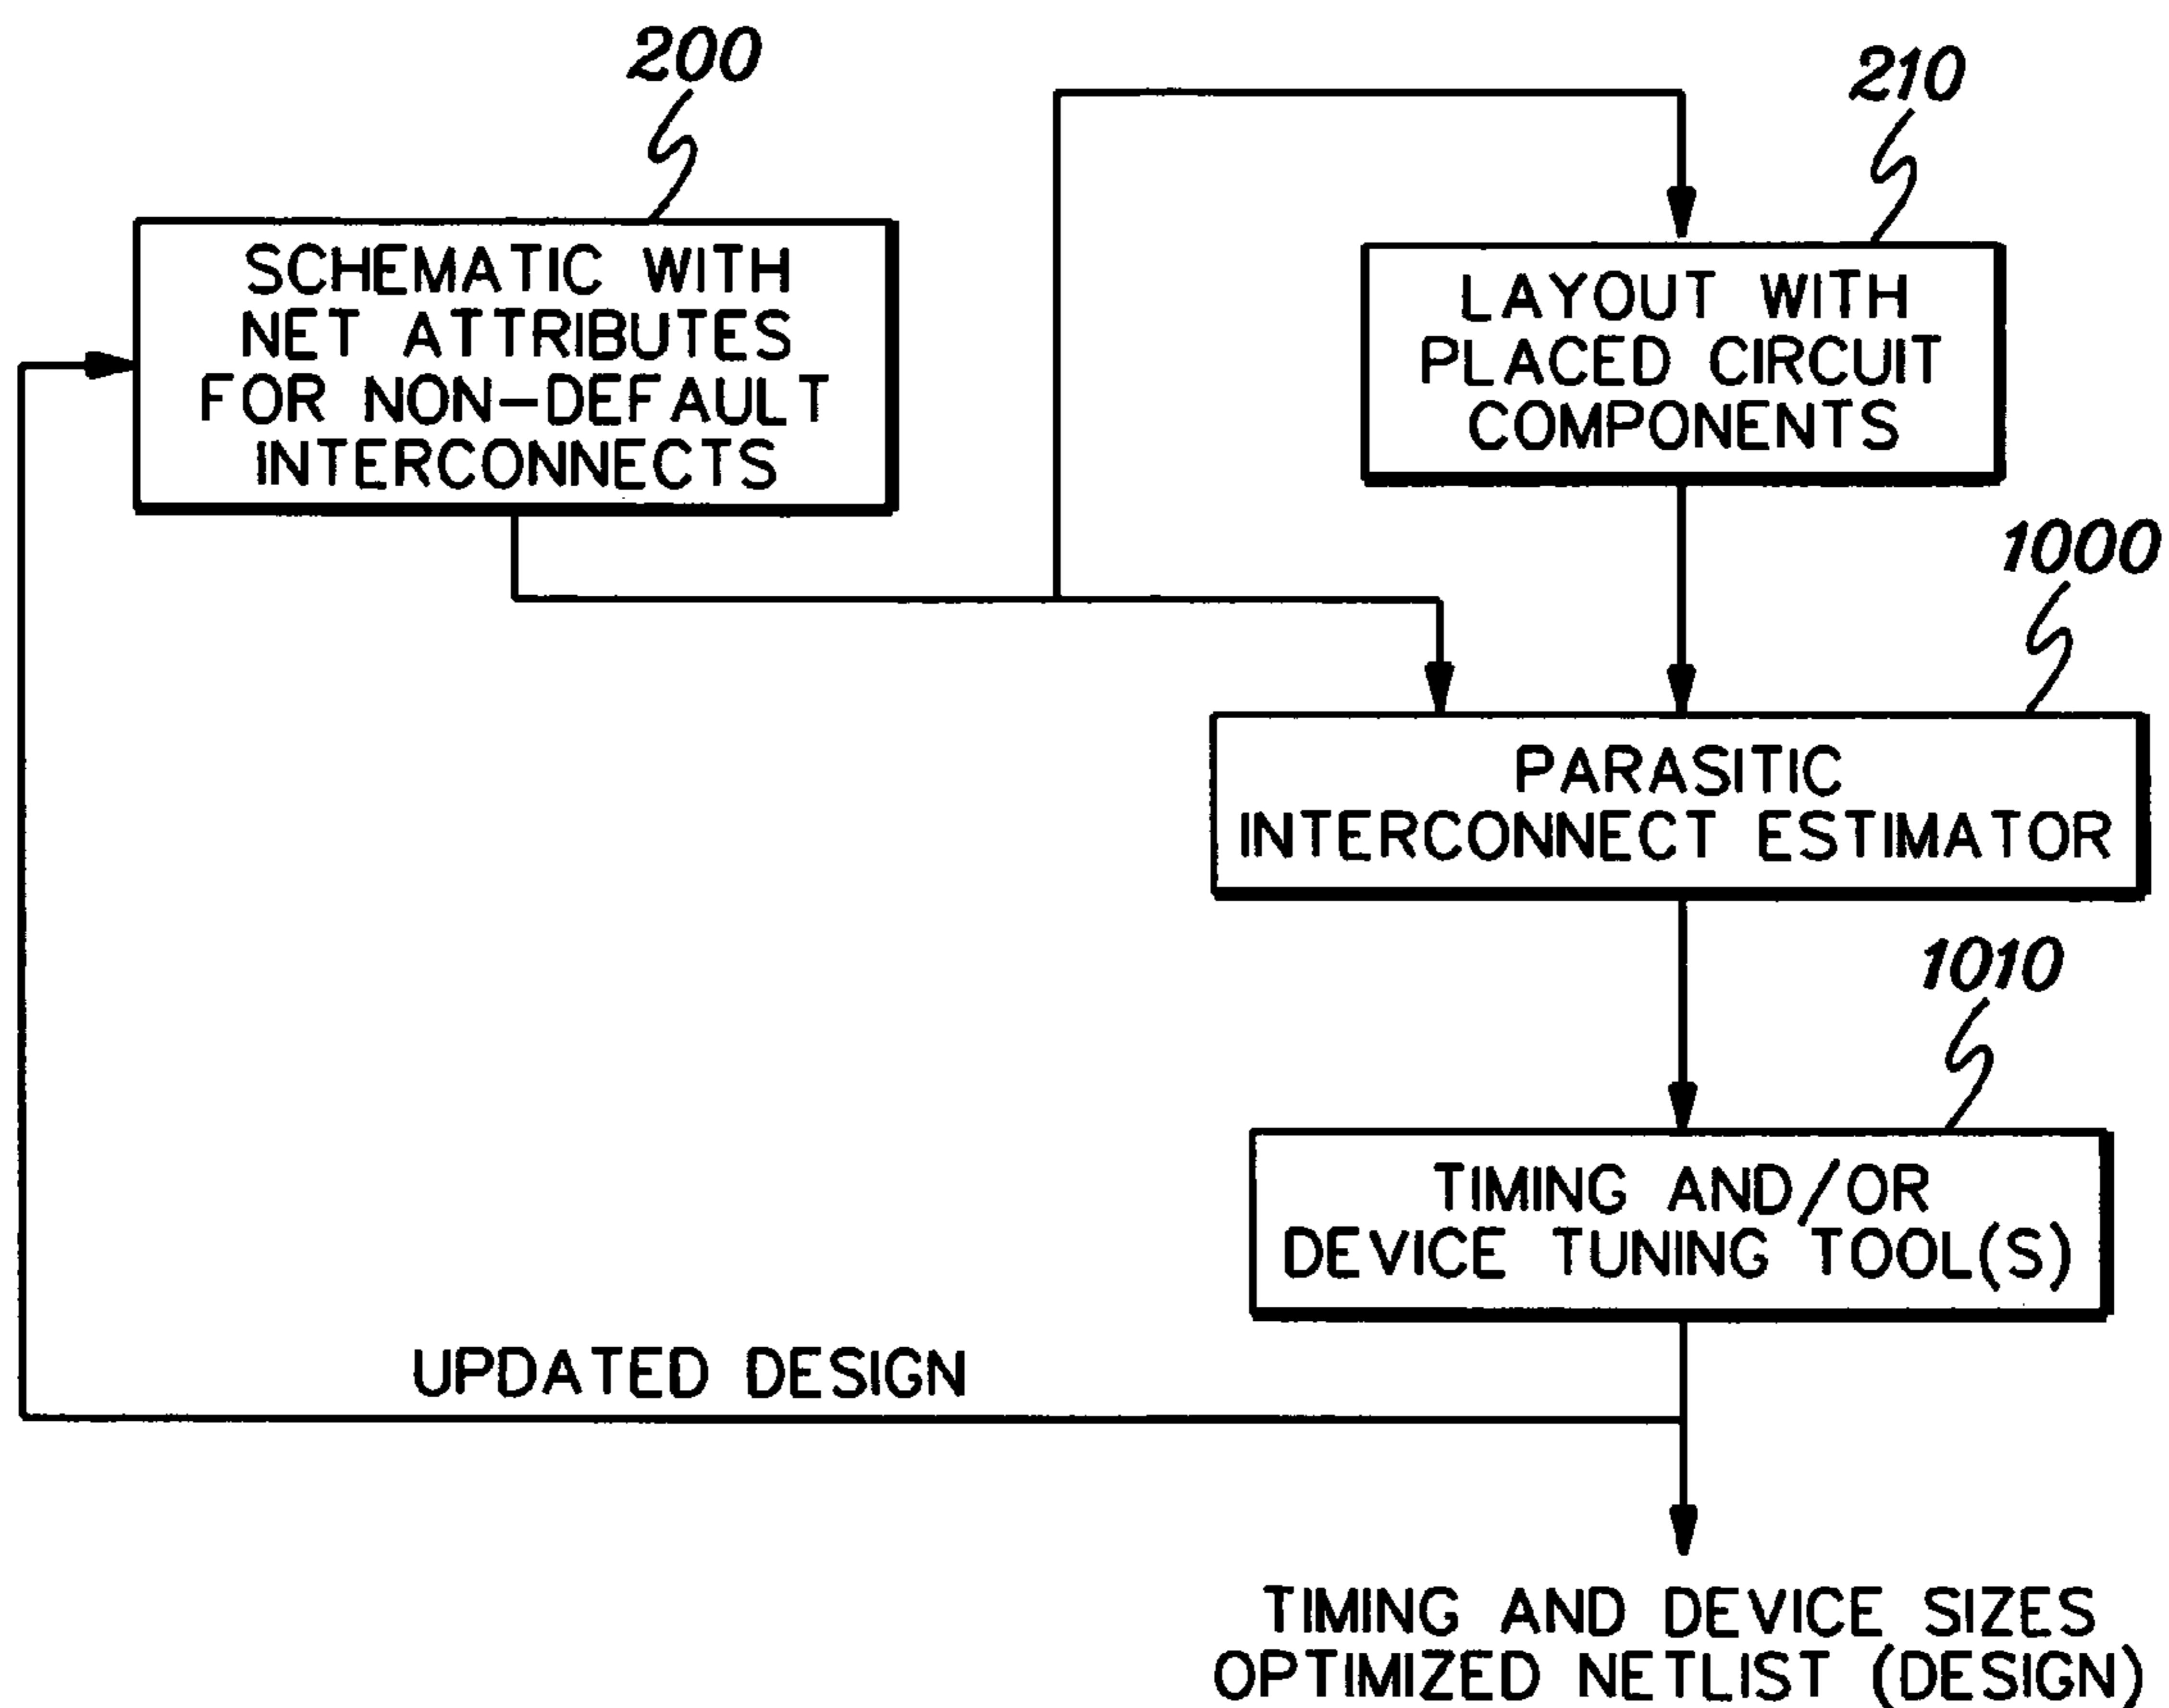 200
SCHEMATIC WITH
NET ATTRIBUTES
FOR NON-DEFAULT
INTERCONNECTS
210
LAYOUT WITH
PLACED CIRCUIT
COMPONENTS
1000
PARASITIC
INTERCONNECT ESTIMATOR
1010
TIMING AND/OR
DEVICE TUNING TOOL(S)
UPDATED DESIGN
TIMING AND DEVICE SIZES
OPTIMIZED NETLIST (DESIGN)